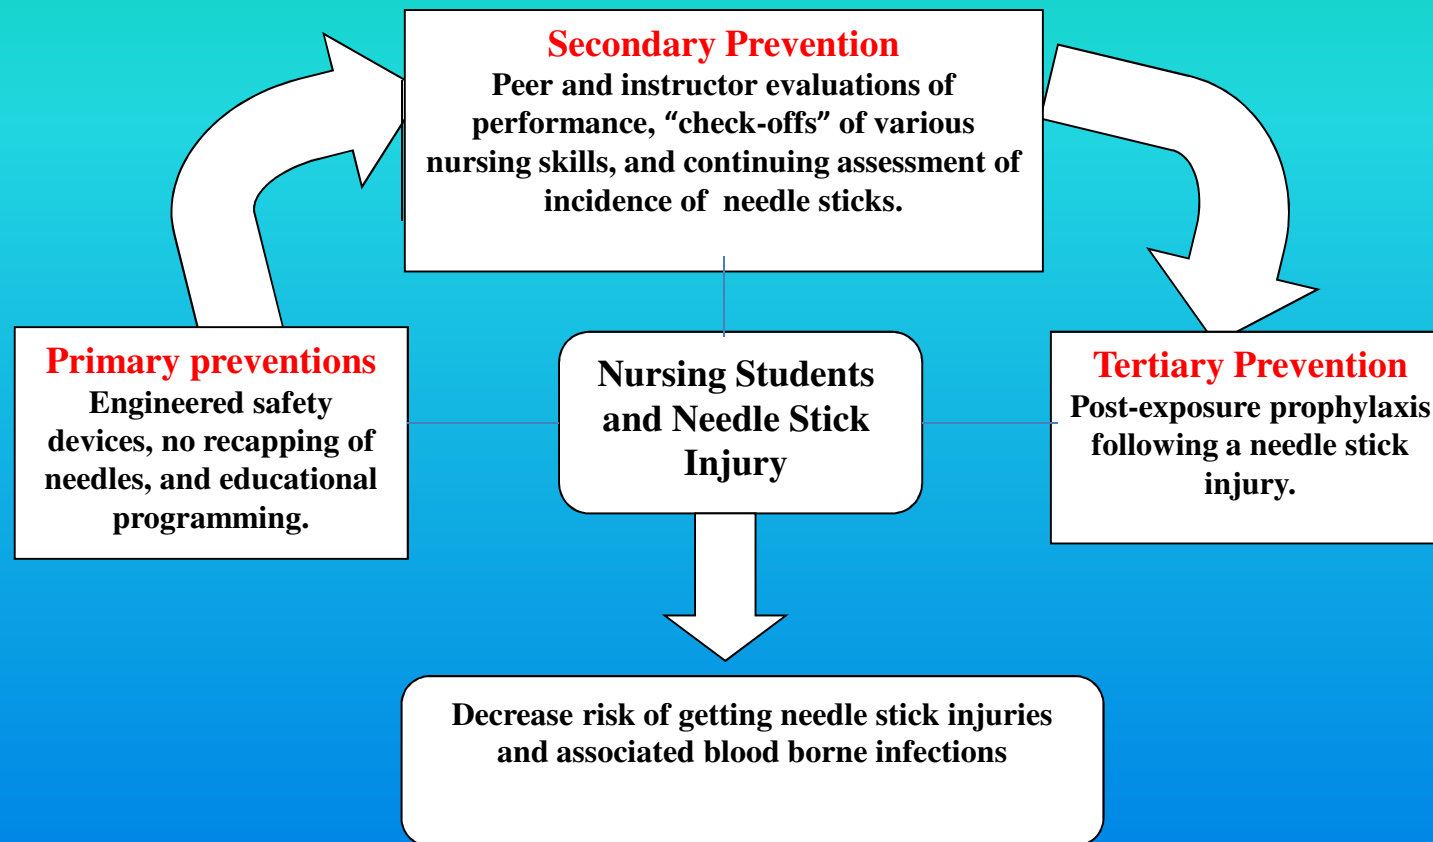 Secondary Prevention
Peer and instructor evaluations of
performance, “check-offs” of various
nursing skills, and continuing assessment of
incidence of needle sticks.
Primary preventions
Engineered safety
devices, no recapping of
needles, and educational
programming.
Nursing Students
and Needle Stick
Injury
Tertiary Prevention
Post-exposure prophylaxis
following a needle stick
injury.
Decrease risk of getting needle stick injuries
and associated blood borne infections